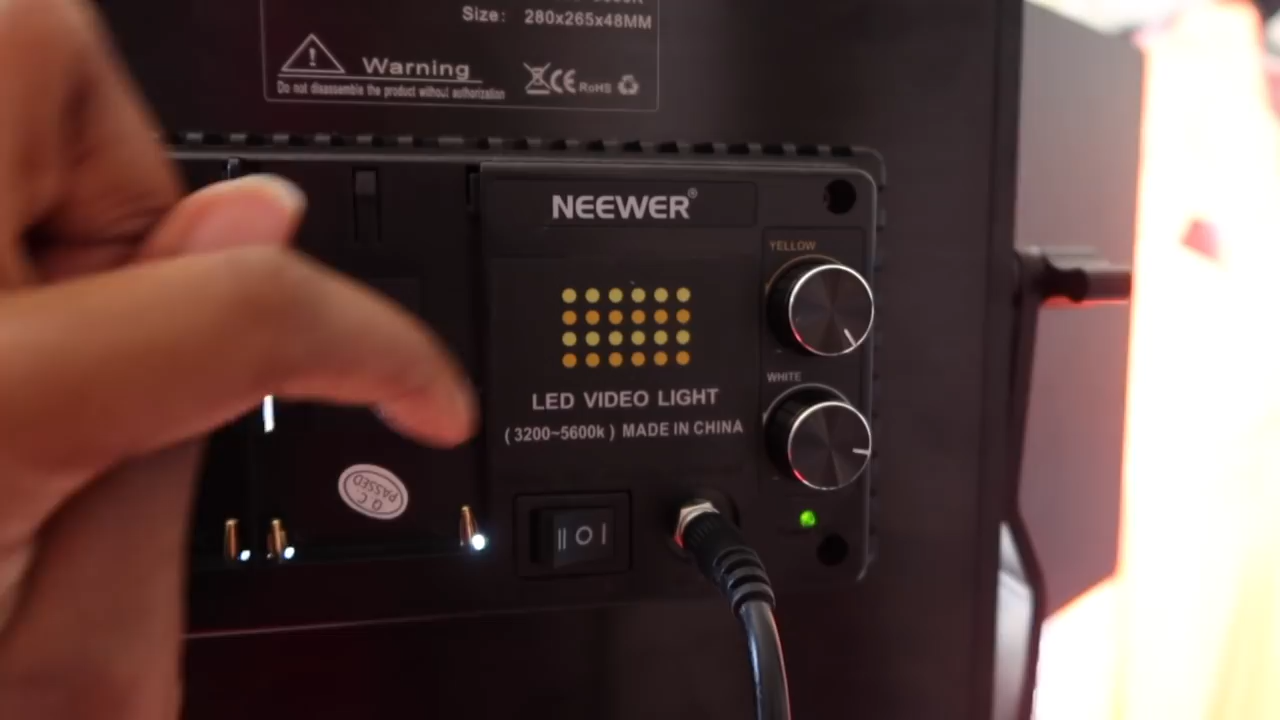 Size: 280x265x48MM
Warning
Do not disassemble the product without authorization
CE RoHS
NEEWER®
YELLOW
LED VIDEO LIGHT
(3200~5600k) MADE IN CHINA
WHITE
Q.C
PASSED
II O I